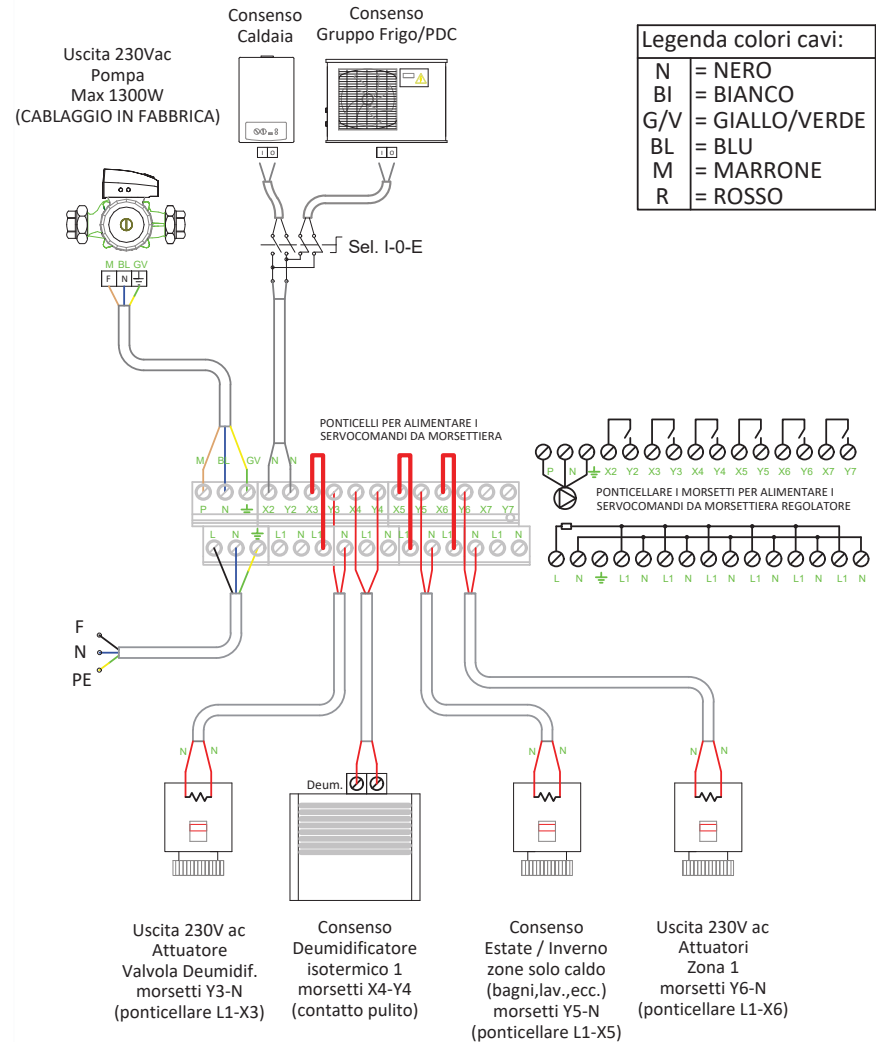 Uscita 230Vac
Pompa
Max 1300W
(CABLAGGIO IN FABBRICA)
Consenso
Caldaia
Consenso
Gruppo Frigo/PDC
Legenda colori cavi:
N = NERO
BI = BIANCO
G/V = GIALLO/VERDE
BL = BLU
M = MARRONE
R = ROSSO
I O
I O
Sel. I-0-E
M BL GV
F N
PONTICELLI PER ALIMENTARE I
SERVOCOMANDI DA MORSETTIERA
M BL GV N N
P N X2 Y2 X3 Y3 X4 Y4 X5 Y5 X6 Y6 X7 Y7
L N L1 N L1 N L1 N L1 N L1 N L1 N
P N X2 Y2 X3 Y3 X4 Y4 X5 Y5 X6 Y6 X7 Y7
PONTICELLARE I MORSETTI PER ALIMENTARE I
SERVOCOMANDI DA MORSETTIERA REGOLATORE
L N L1 N L1 N L1 N L1 N L1 N L1 N
F
N
PE
N N
Deum.
N N
N N
Uscita 230V ac
Attuatore
Valvola Deumidif.
morsetti Y3-N
(ponticellare L1-X3)
Consenso
Deumidificatore
isotermico 1
morsetti X4-Y4
(contatto pulito)
Consenso
Estate / Inverno
zone solo caldo
(bagni,lav.,ecc.)
morsetti Y5-N
(ponticellare L1-X5)
Uscita 230V ac
Attuatori
Zona 1
morsetti Y6-N
(ponticellare L1-X6)